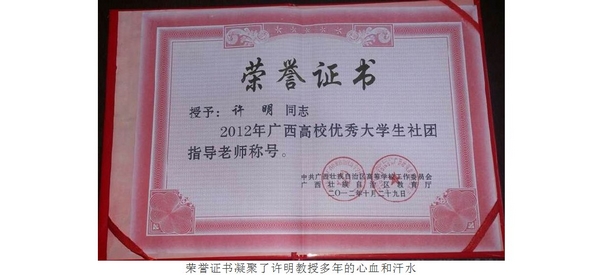 荣誉证书
授予：许 明 同志
2012年广西高校优秀大学生社团
指导老师称号。
中共广西壮族自治区高等学校工作委员会
广西壮族自治区教育厅
二〇一二年十月二十九日
荣誉证书凝聚了许明教授多年的心血和汗水